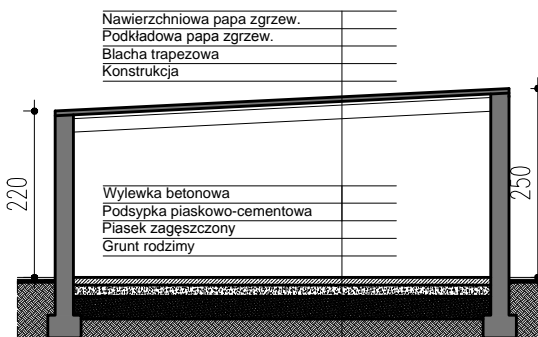 Nawierzchniowa papa zgrzew.
Podkładowa papa zgrzew.
Blacha trapezowa
Konstrukcja
220
250
Wylewka betonowa
Podsypka piaskowo-cementowa
Piasek zagęszczony
Grunt rodzimy